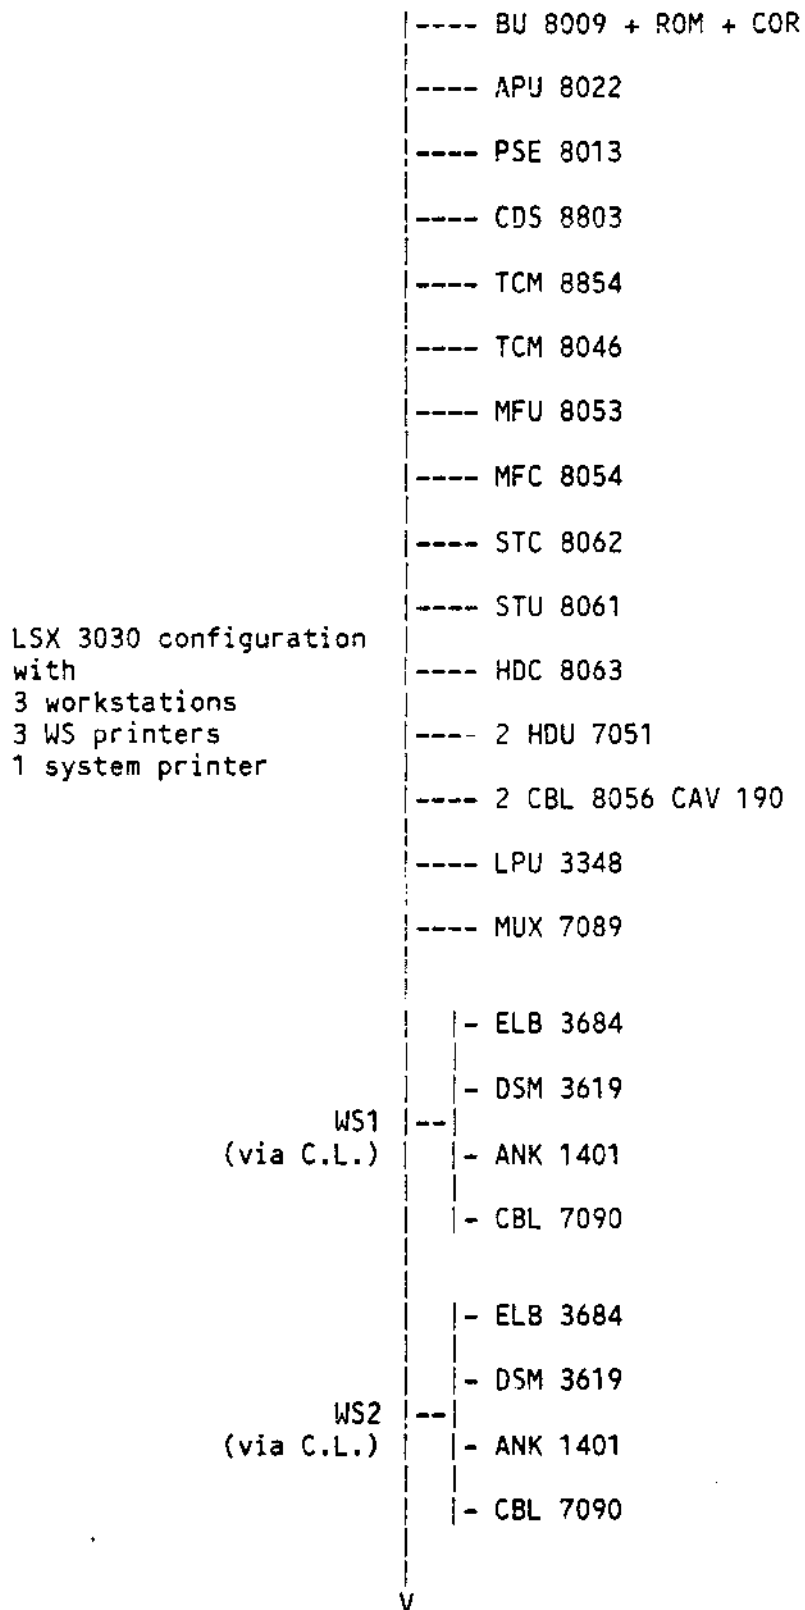 BU 8009 + ROM + COR
APU 8022
PSE 8013
CDS 8803
TCM 8854
TCM 8046
MFU 8053
MFC 8054
STC 8062
STU 8061
LSX 3030 configuration
with
3 workstations
3 WS printers
1 system printer
HDC 8063
2 HDU 7051
2 CBL 8056 CAV 190
LPU 3348
MUX 7089
WS1
(via C.L.)
ELB 3684
DSM 3619
ANK 1401
CBL 7090
WS2
(via C.L.)
ELB 3684
DSM 3619
ANK 1401
CBL 7090
V